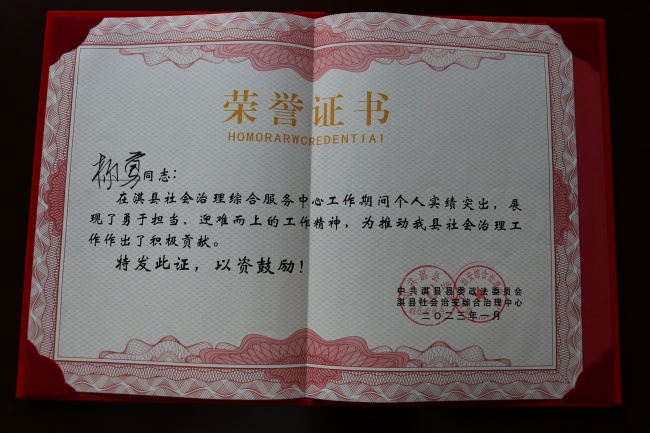 荣誉证书
HOMORARWCREDENTIAI
勇同志：
在淇县社会治理综合服务中心工作期间个人实绩突出，展
现了勇于担当、迎难而上的工作精神，为推动我县社会治理工
作作出了积极贡献。
特发此证，以资鼓励！
中共淇县县委政法委员会
淇县社会治安综合治理中心
二〇二三年一月